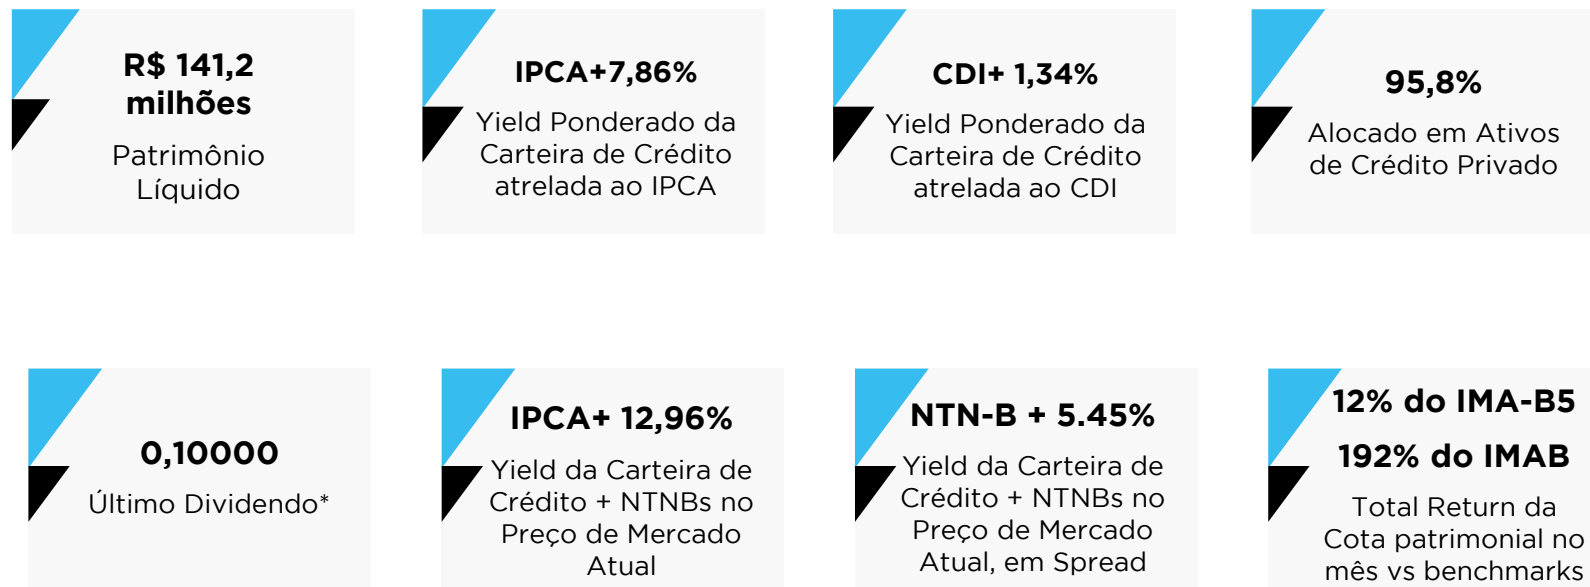 R$ 141,2
milhões
Patrimônio
Líquido
IPCA+7,86%
Yield Ponderado da
Carteira de Crédito
atrelada ao IPCA
CDI+ 1,34%
Yield Ponderado da
Carteira de Crédito
atrelada ao CDI
95,8%
Alocado em Ativos
de Crédito Privado
0,10000
Último Dividendo*
IPCA+ 12,96%
Yield da Carteira de
Crédito + NTNBs no
Preço de Mercado
Atual
NTN-B + 5.45%
Yield da Carteira de
Crédito + NTNBs no
Preço de Mercado
Atual, em Spread
12% do IMA-B5
192% do IMAB
Total Return da
Cota patrimonial no
mês vs benchmarks